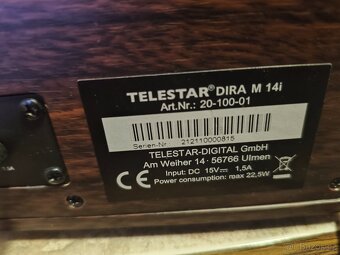 TELESTAR® DIRA M 14i
Art.Nr.: 20-100-01
Serien-Nr.: 212110000815
TELESTAR-DIGITAL GmbH
Am Weiher 14 · 56766 Ulmen
Input: DC 15V⎓ 1,5A
Power consumption: max 22,5W
CE